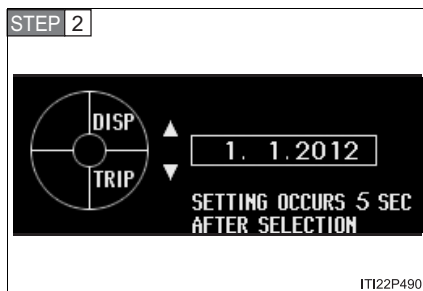 STEP 2
DISP
▲
1. 1.2012
TRIP
▼
SETTING OCCURS 5 SEC
AFTER SELECTION
ITI22P490